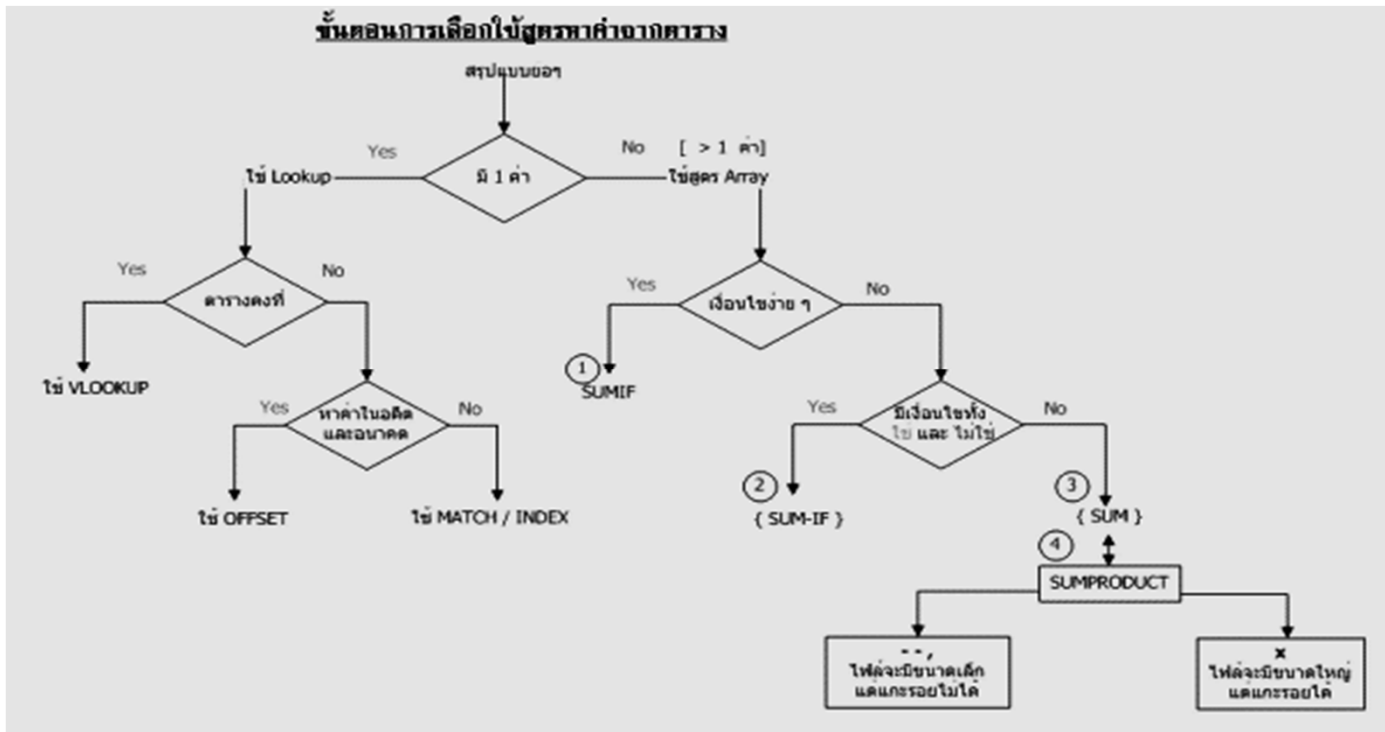 ขั้นตอนการเลือกใช้สูตรหาค่าจากตาราง
สรุปแบบย่อๆ
Yes
No [ > 1 ค่า]
ใช้ Lookup
มี 1 ค่า
ใช้สูตร Array
Yes
No
ตารางคงที่
Yes
No
เงื่อนไขง่าย ๆ
ใช้ VLOOKUP
1
SUMIF
Yes
No
หาค่าในอดีต
และอนาคต
Yes
No
มีเงื่อนไขทั้ง
ใช่ และ ไม่ใช่
ใช้ OFFSET
ใช้ MATCH / INDEX
2
{ SUM-IF }
3
{ SUM }
4
SUMPRODUCT
--,
ไฟล์จะมีขนาดเล็ก
แต่แกะรอยไม่ได้
x
ไฟล์จะมีขนาดใหญ่
แต่แกะรอยได้